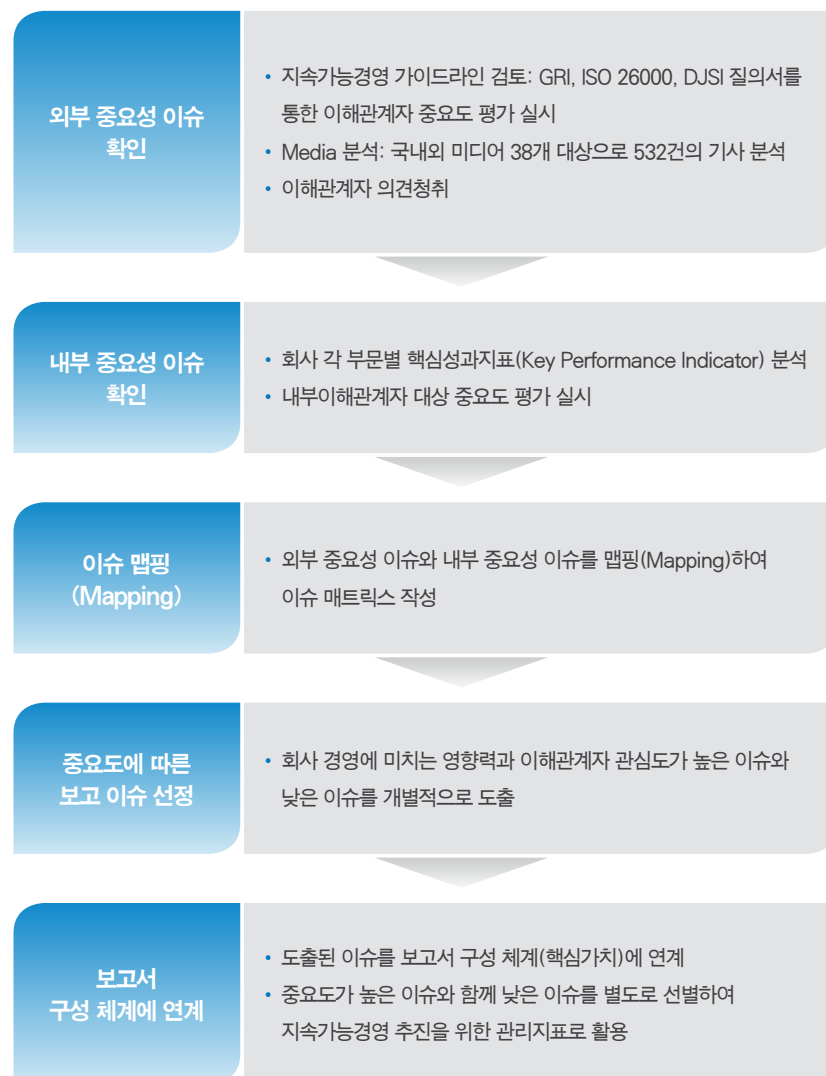 외부 중요성 이슈
확인
• 지속가능경영 가이드라인 검토: GRI, ISO 26000, DJSI 질의서를
통한 이해관계자 중요도 평가 실시
• Media 분석: 국내외 미디어 38개 대상으로 532건의 기사 분석
• 이해관계자 의견청취
내부 중요성 이슈
확인
• 회사 각 부문별 핵심성과지표(Key Performance Indicator) 분석
• 내부이해관계자 대상 중요도 평가 실시
이슈 맵핑
(Mapping)
• 외부 중요성 이슈와 내부 중요성 이슈를 맵핑(Mapping)하여
이슈 매트릭스 작성
중요도에 따른
보고 이슈 선정
• 회사 경영에 미치는 영향력과 이해관계자 관심도가 높은 이슈와
낮은 이슈를 개별적으로 도출
보고서
구성 체계에 연계
• 도출된 이슈를 보고서 구성 체계(핵심가치)에 연계
• 중요도가 높은 이슈와 함께 낮은 이슈를 별도로 선별하여
지속가능경영 추진을 위한 관리지표로 활용